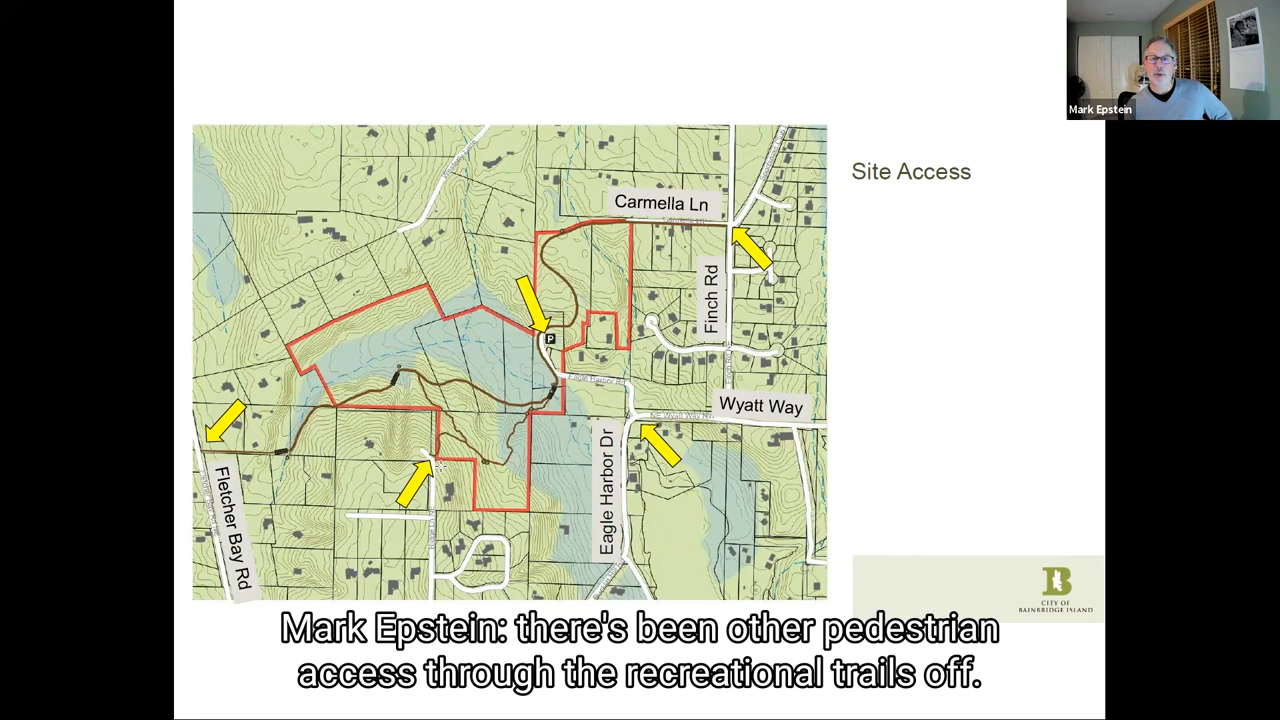 Mark Epstein
Site Access
Carmella Ln
Finch Rd
P
Wyatt Way
Eagle Harbor Dr
Fletcher Bay Rd
B
CITY OF
BAINBRIDGE ISLAND
Mark Epstein: there's been other pedestrian
access through the recreational trails off.